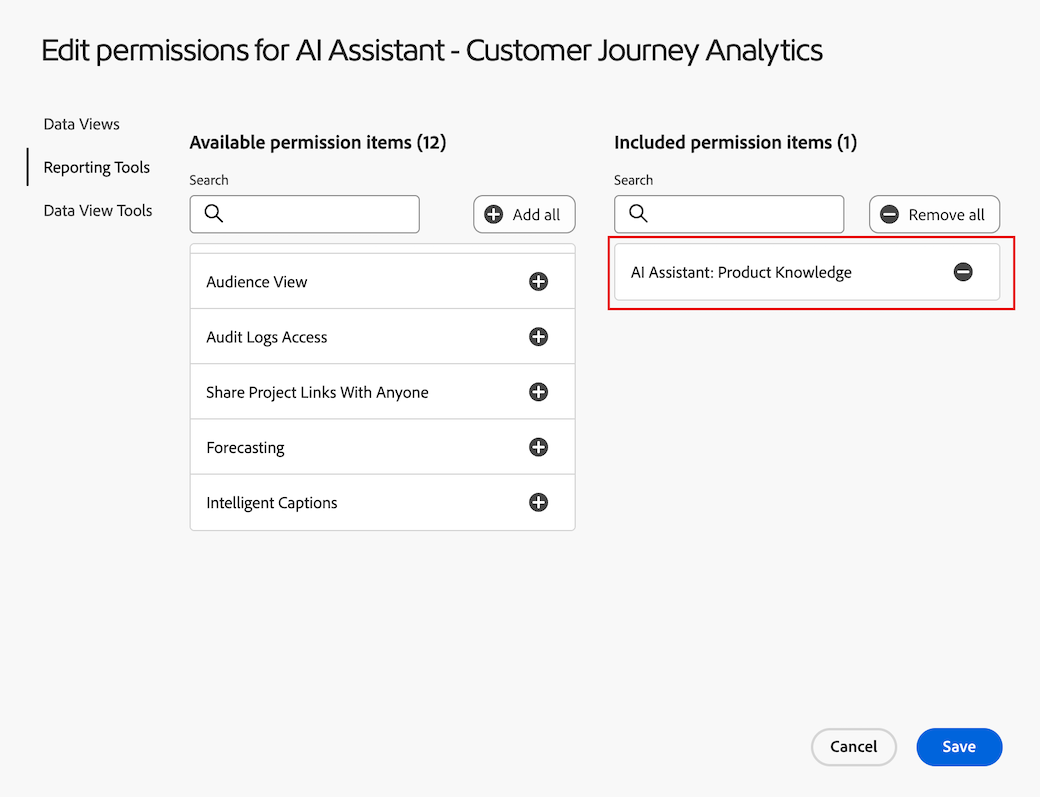 Edit permissions for AI Assistant - Customer Journey Analytics
Data Views
Reporting Tools
Data View Tools
Available permission items (12)
Search
Add all
Audience View
Audit Logs Access
Share Project Links With Anyone
Forecasting
Intelligent Captions
Included permission items (1)
Search
Remove all
AI Assistant: Product Knowledge
Cancel
Save